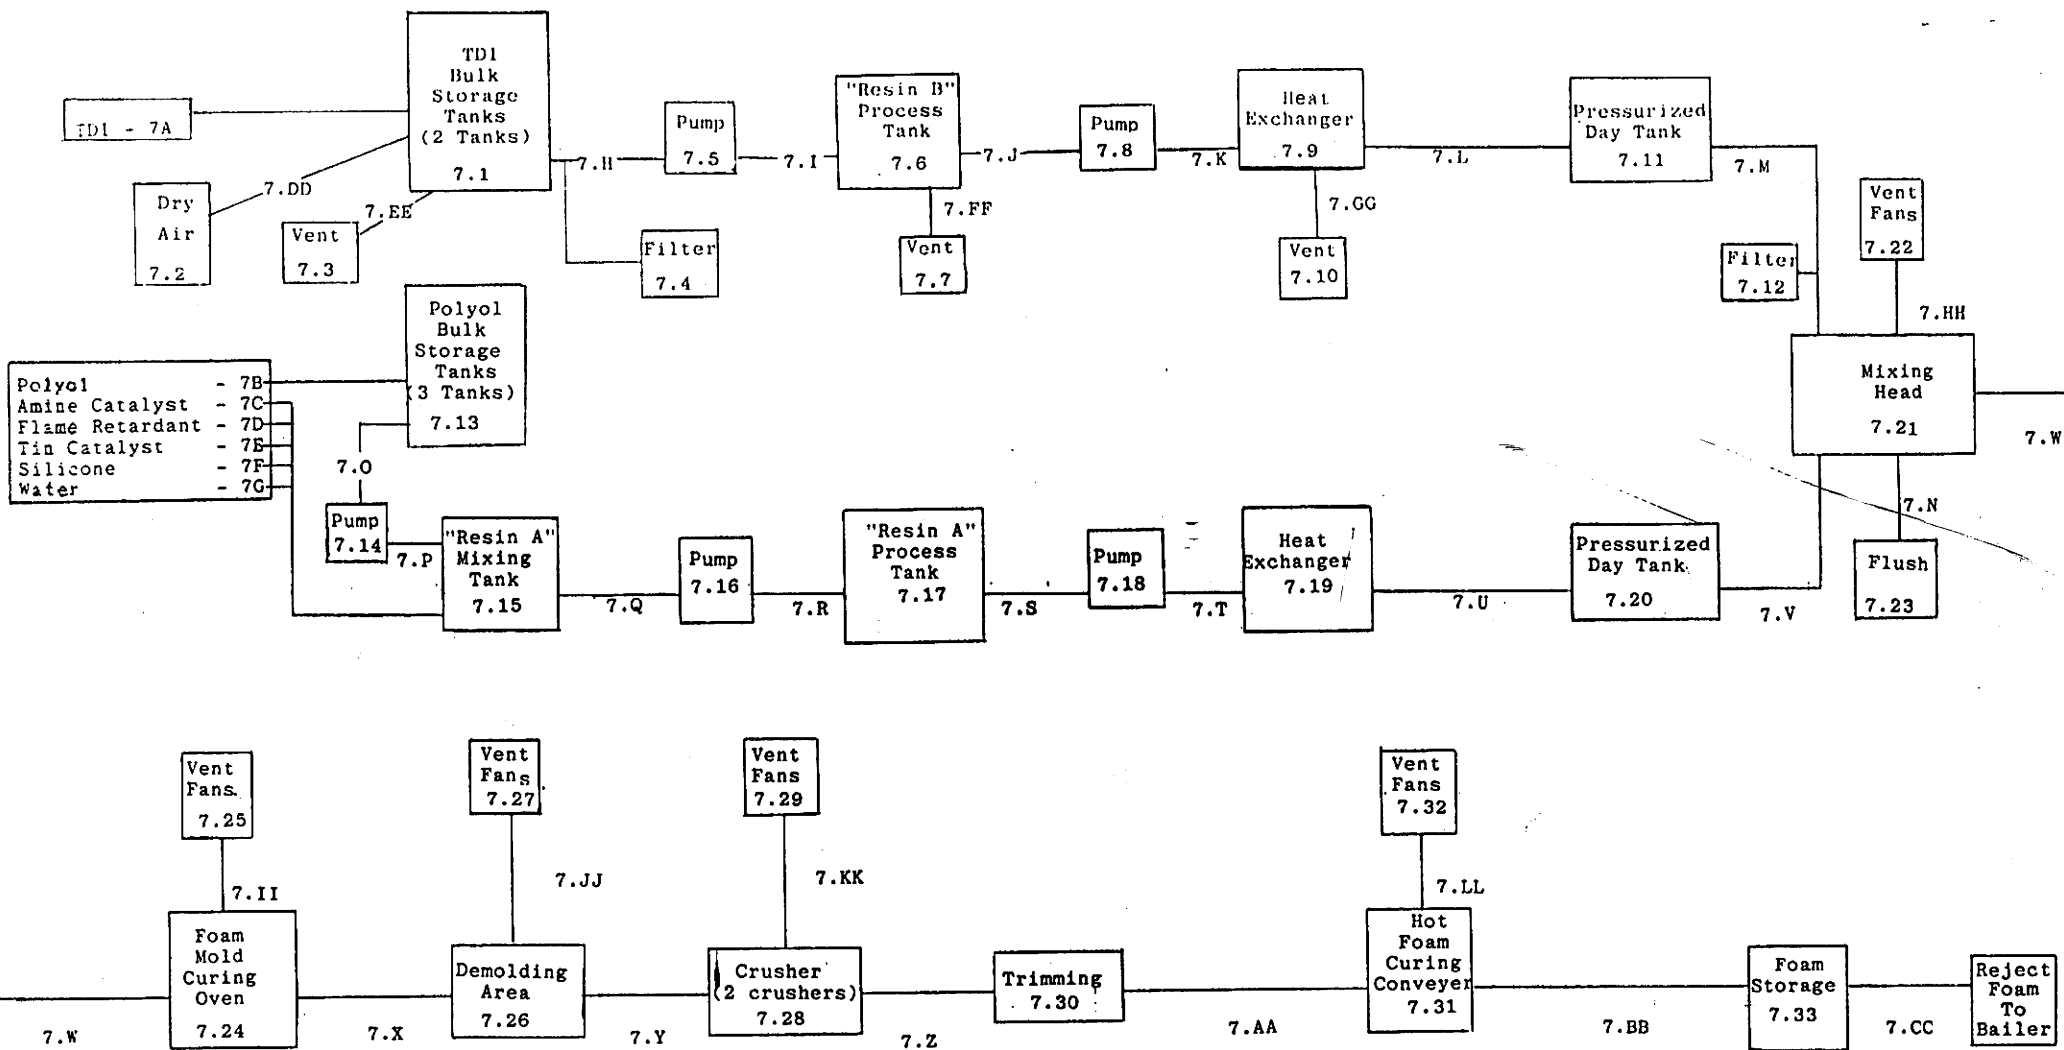 TDI
Bulk
Storage
Tanks
(2 Tanks)
7.1
TDI - 7A
7.DD
Dry
Air
7.2
7.EE
Vent
7.3
7.H
Filter
7.4
Pump
7.5
7.I
"Resin B"
Process
Tank
7.6
7.FF
Vent
7.7
7.J
Pump
7.8
7.K
Heat
Exchanger
7.9
7.GG
Vent
7.10
7.L
Pressurized
Day Tank
7.11
7.M
Filter
7.12
Vent
Fans
7.22
7.HH
Polyol
Bulk
Storage
Tanks
(3 Tanks)
7.13
Polyol - 7B
Amine Catalyst - 7C
Flame Retardant - 7D
Tin Catalyst - 7E
Silicone - 7F
Water - 7G
7.O
Pump
7.14
7.P
"Resin A"
Mixing
Tank
7.15
7.Q
Pump
7.16
7.R
"Resin A"
Process
Tank
7.17
7.S
Pump
7.18
7.T
Heat
Exchanger
7.19
7.U
Pressurized
Day Tank
7.20
7.V
Mixing
Head
7.21
7.W
7.N
Flush
7.23
Vent
Fans
7.25
7.II
Foam
Mold
Curing
Oven
7.24
7.W
7.X
Vent
Fans
7.27
7.JJ
Demolding
Area
7.26
7.Y
Vent
Fans
7.29
7.KK
Crusher
(2 crushers)
7.28
7.Z
Trimming
7.30
7.AA
Vent
Fans
7.32
7.LL
Hot
Foam
Curing
Conveyer
7.31
7.BB
Foam
Storage
7.33
7.CC
Reject
Foam
To
Bailer